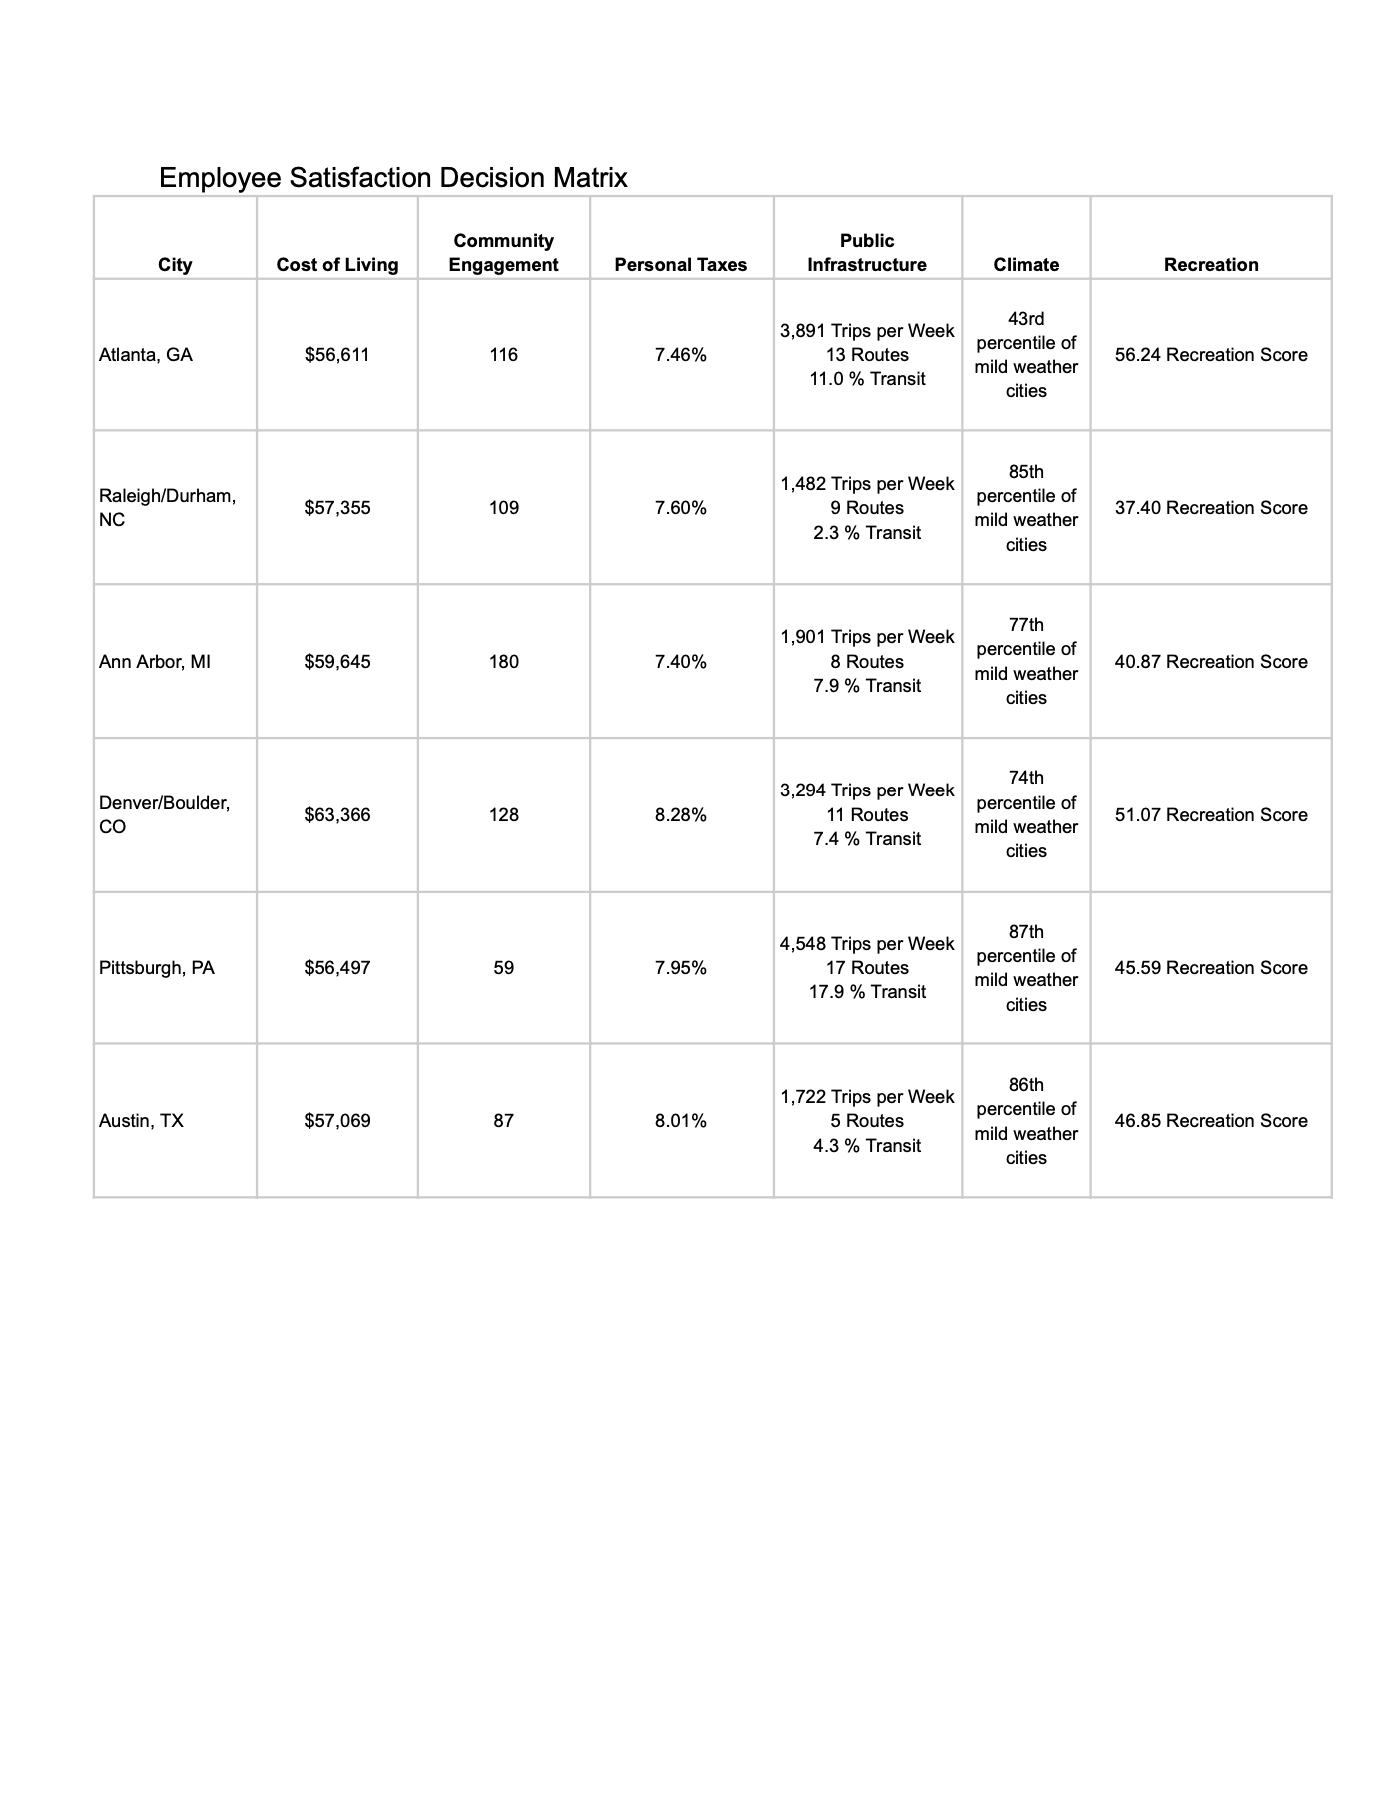 Employee Satisfaction Decision Matrix
City
Cost of Living
Community
Engagement
Personal Taxes
Public
Infrastructure
Climate
Recreation
Atlanta, GA
$56,611
116
7.46%
3,891 Trips per Week
13 Routes
11.0 % Transit
43rd
percentile of
mild weather
cities
56.24 Recreation Score
Raleigh/Durham,
NC
$57,355
109
7.60%
1,482 Trips per Week
9 Routes
2.3 % Transit
85th
percentile of
mild weather
cities
37.40 Recreation Score
Ann Arbor, MI
$59,645
180
7.40%
1,901 Trips per Week
8 Routes
7.9 % Transit
77th
percentile of
mild weather
cities
40.87 Recreation Score
Denver/Boulder,
CO
$63,366
128
8.28%
3,294 Trips per Week
11 Routes
7.4 % Transit
74th
percentile of
mild weather
cities
51.07 Recreation Score
Pittsburgh, PA
$56,497
59
7.95%
4,548 Trips per Week
17 Routes
17.9 % Transit
87th
percentile of
mild weather
cities
45.59 Recreation Score
Austin, TX
$57,069
87
8.01%
1,722 Trips per Week
5 Routes
4.3 % Transit
86th
percentile of
mild weather
cities
46.85 Recreation Score